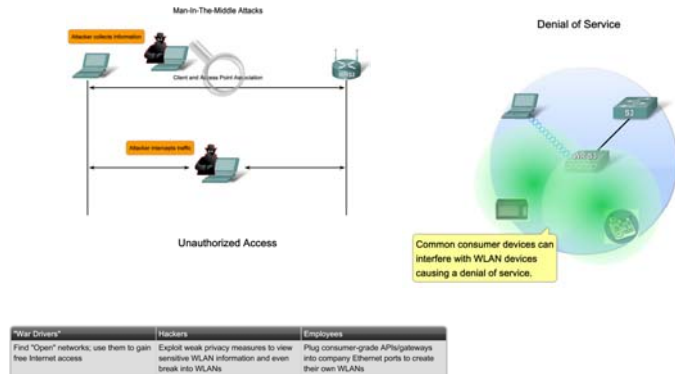 Man-In-The-Middle Attacks
Denial of Service
Attacker collects Information
Client and Access Point Association
S1
Attacker intercepts traffic
Unauthorized Access
Common consumer devices can
interfere with WLAN devices
causing a denial of service.
"War Drivers"
Find "Open" networks; use them to gain
free Internet access
Hackers
Exploit weak privacy measures to view
sensitive WLAN information and even
break into WLANs
Employees
Plug consumer-grade APIs/gateways
into company Ethernet ports to create
their own WLANs